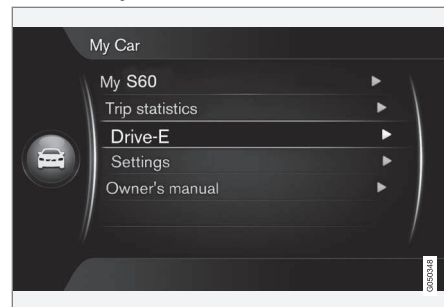 My Car
My S60
Trip statistics
Drive-E
Settings
Owner's manual
G050348